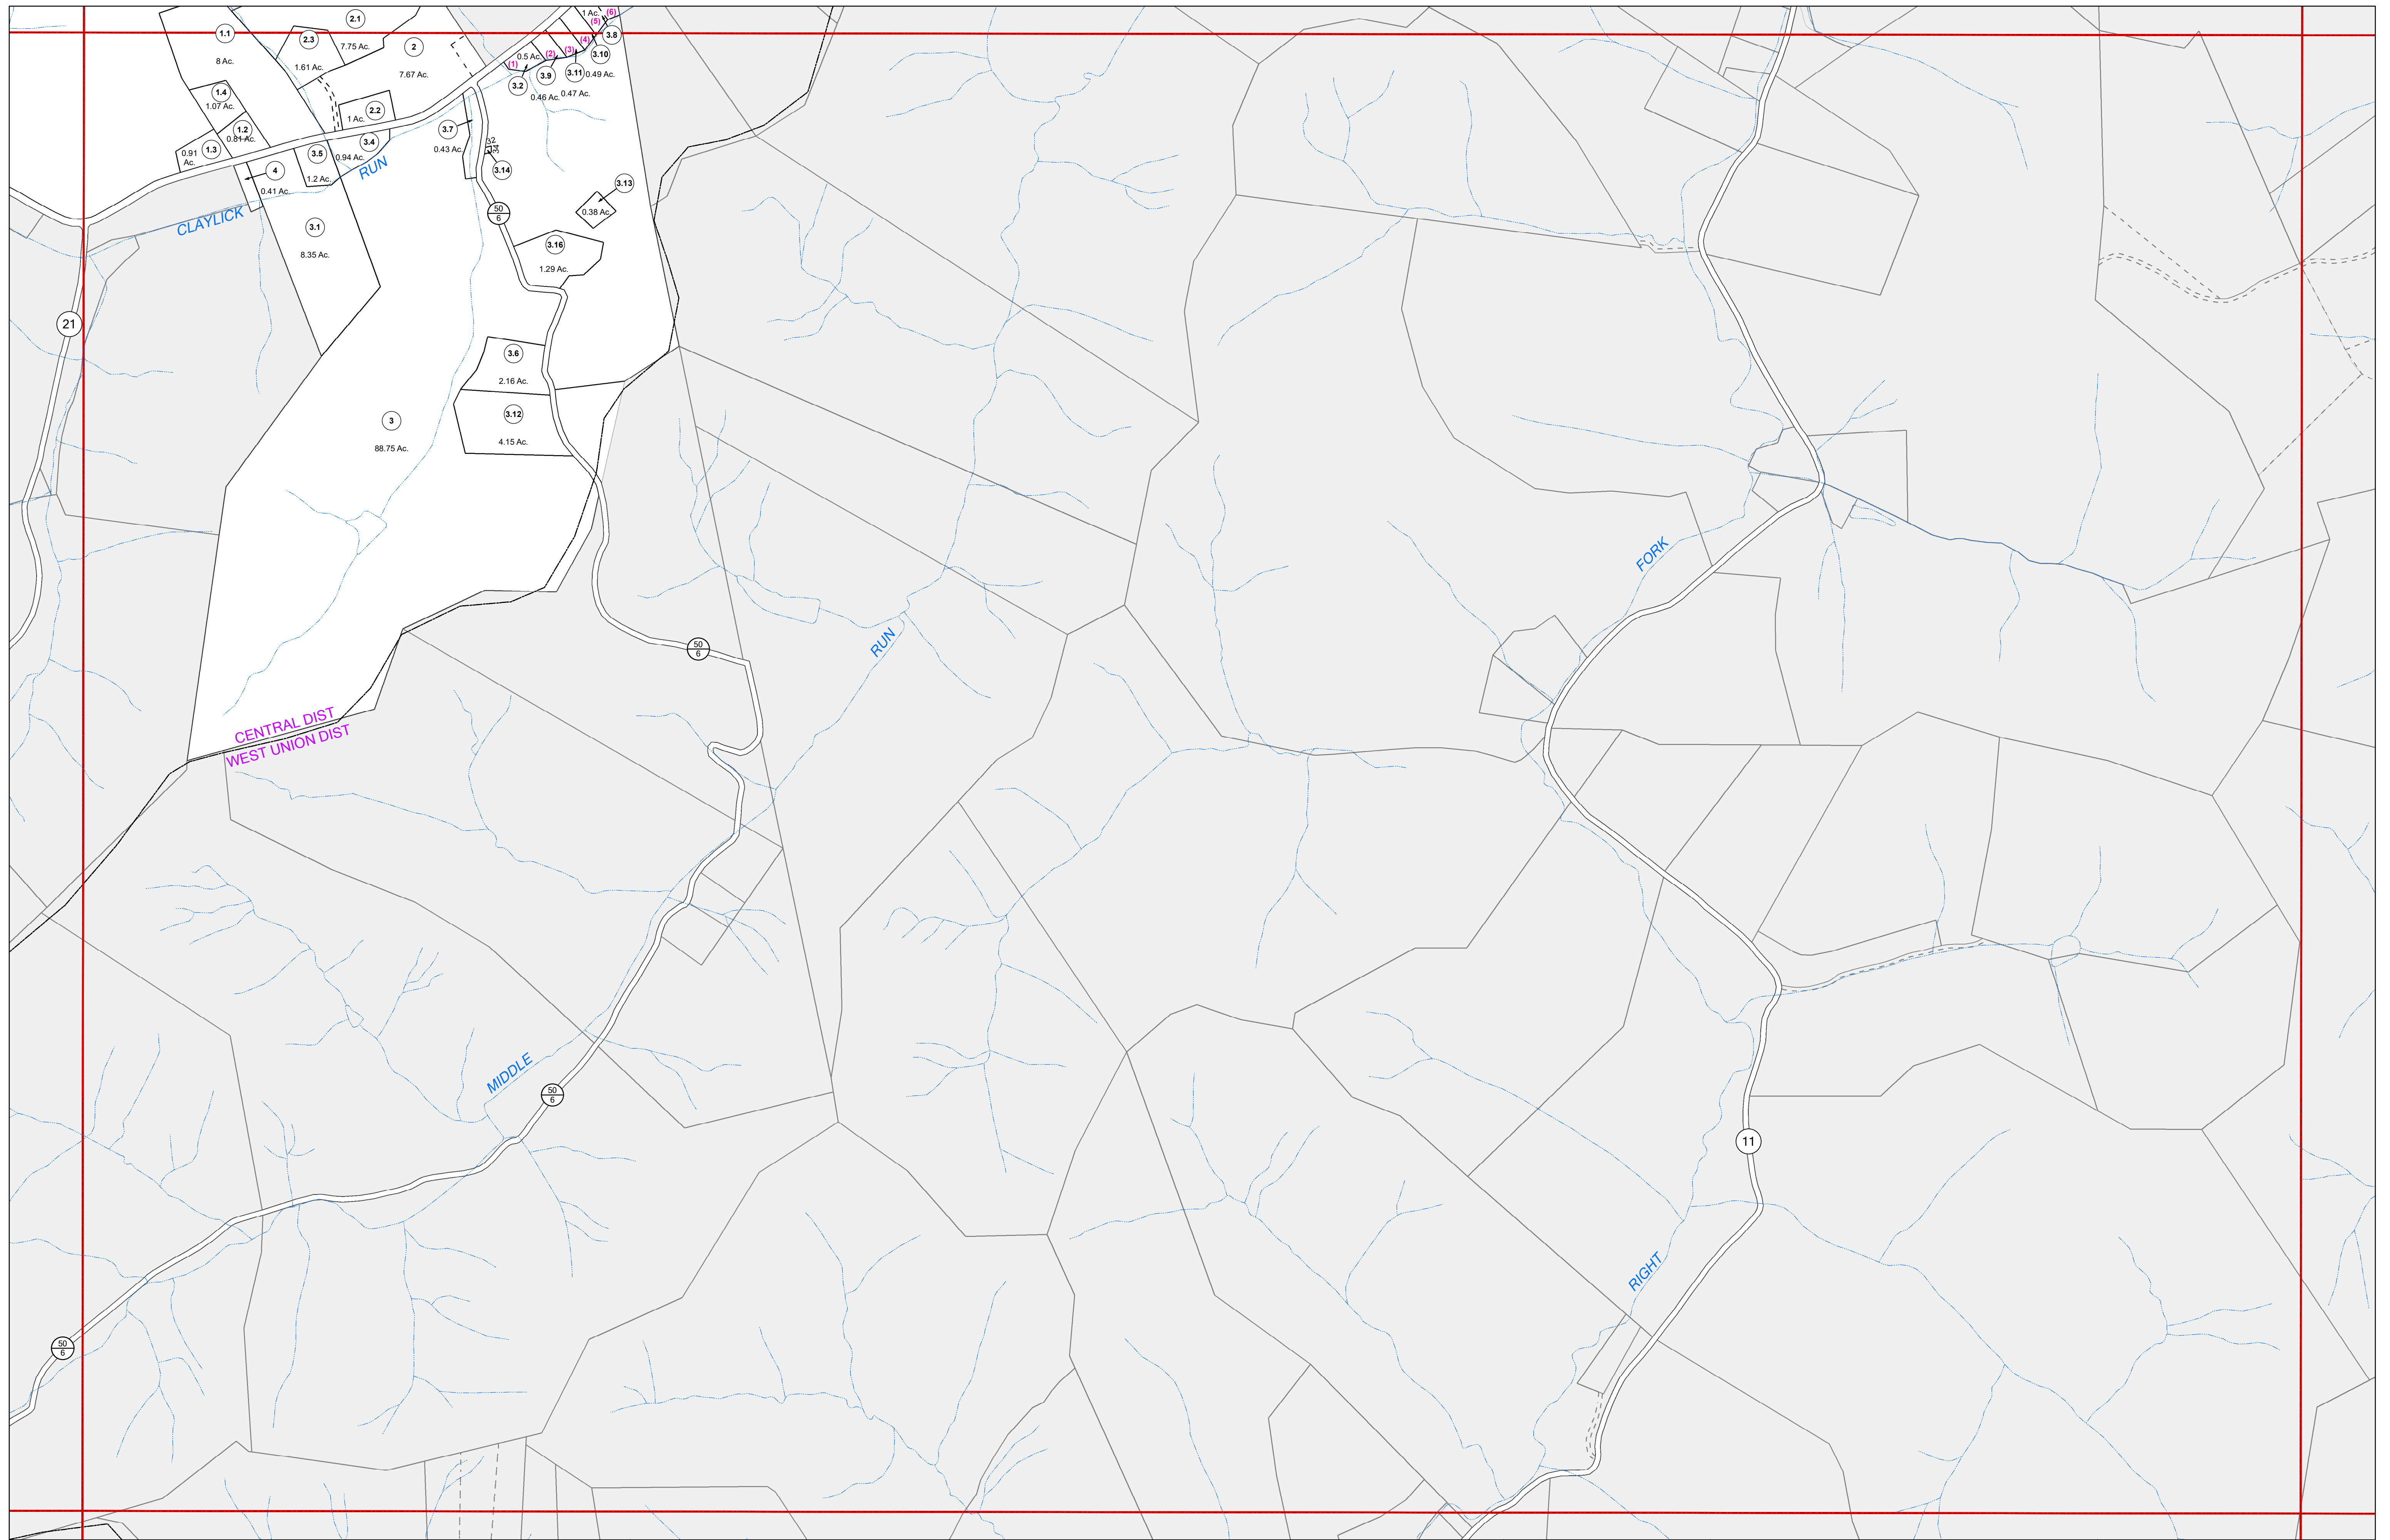 2.1
1 Ac.
(6)
(5)
1.1
2.3
7.75 Ac.
2
3.8
(4)
8 Ac.
1.61 Ac.
7.67 Ac.
(1)
0.5 Ac.
(2)
(3)
3.10
3.2
3.9
3.11
0.49 Ac.
1.4
1.07 Ac.
0.46 Ac.
0.47 Ac.
2.2
1 Ac.
1.2
0.81 Ac.
3.7
0.43 Ac.
32
34
3.14
0.91
Ac.
1.3
3.5
3.4
0.94 Ac.
RUN
4
0.41 Ac.
1.2 Ac.
3.13
0.38 Ac.
CLAYLICK
3.1
8.35 Ac.
50
6
3.16
1.29 Ac.
21
3.6
2.16 Ac.
3
88.75 Ac.
3.12
4.15 Ac.
FORK
RUN
50
6
CENTRAL DIST
WEST UNION DIST
MIDDLE
50
6
11
RIGHT
50
6